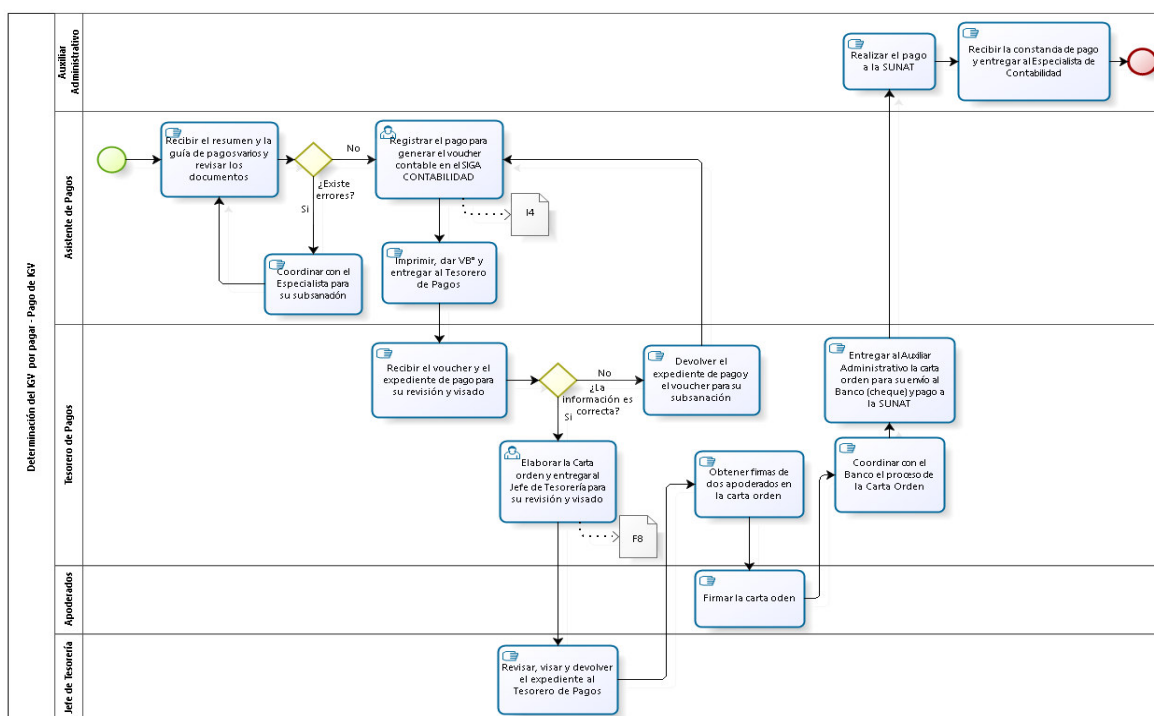 Determinación del IGV por pagar - Pago de IGV
Auxiliar
Administrativo
Realizar el pago
a la SUNAT
Recibir la constancia de pago
y entregar al Especialista de
Contabilidad
Asistente de Pagos
Recibir el resumen y la
guía de pagos varios y
revisar los
documentos
¿Existe
errores?
No
Si
Coordinar con el
Especialista para
su subsanación
Registrar el pago para
generar el voucher
contable en el SIGA
CONTABILIDAD
I4
Imprimir, dar VB° y
entregar al Tesorero
de Pagos
Tesorero de Pagos
Recibir el voucher y el
expediente de pago para
su revisión y visado
¿La
información es
correcta?
No
Si
Devolver el
expediente de pago y
el voucher para su
subsanación
Elaborar la Carta
orden y entregar al
Jefe de Tesorería para
su revisión y visado
F8
Obtener firmas de
dos apoderados en
la carta orden
Entregar al Auxiliar
Administrativo la carta
orden para su envío al
Banco (cheque) y pago a
la SUNAT
Coordinar con el
Banco el proceso de
la Carta Orden
Apoderados
Firmar la carta oden
Jefe de Tesorería
Revisar, visar y devolver
el expediente al
Tesorero de Pagos